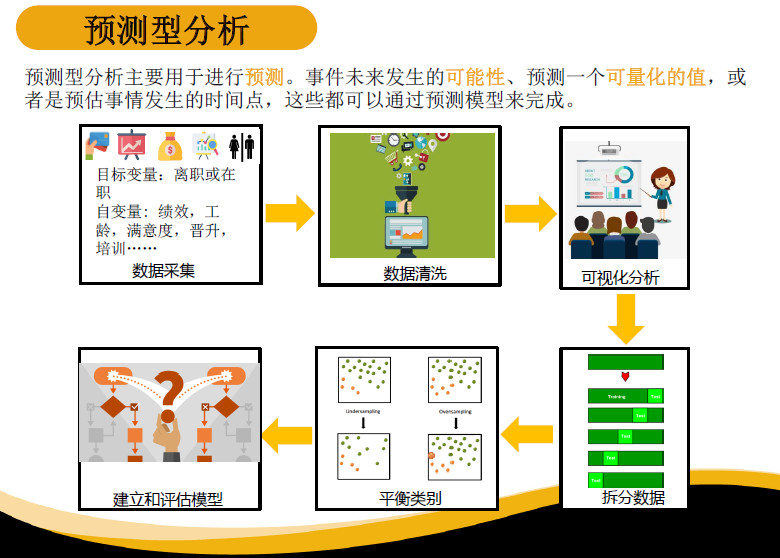 预测型分析
预测型分析主要用于进行预测。事件未来发生的可能性、预测一个可量化的值，或
者是预估事情发生的时间点，这些都可以通过预测模型来完成。
目标变量：离职或在
职
自变量：绩效，工
龄，满意度，晋升，
培训……
数据采集
数据清洗
可视化分析
建立和评估模型
Undersampling
Oversampling
平衡类别
Training
Test
Test
Test
Test
Test
拆分数据